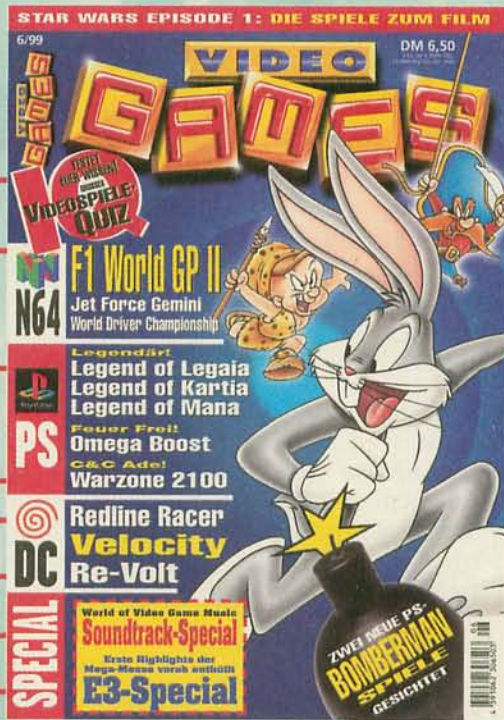 STAR WARS EPISODE 1: DIE SPIELE ZUM FILM
6/99
DM 6,50
VIDEO
GAMES
VIDEO
GAMES
TESTET
EUER WISSEN!
GROSSER
VIDEOSPIELE-
QUIZ
N64
F1 World GP II
Jet Force Gemini
World Driver Championship
PS
Legendär!
Legend of Legaia
Legend of Kartia
Legend of Mana
Feuer Frei!
Omega Boost
C&C Ade!
Warzone 2100
DC
Redline Racer
Velocity
Re-Volt
SPECIAL
World of Video Game Music
Soundtrack-Special
Erste Highlights der
Mega-Messe vorab enthüllt
E3-Special
ZWEI NEUE PS-
BOMBERMAN
SPIELE
GESICHTET